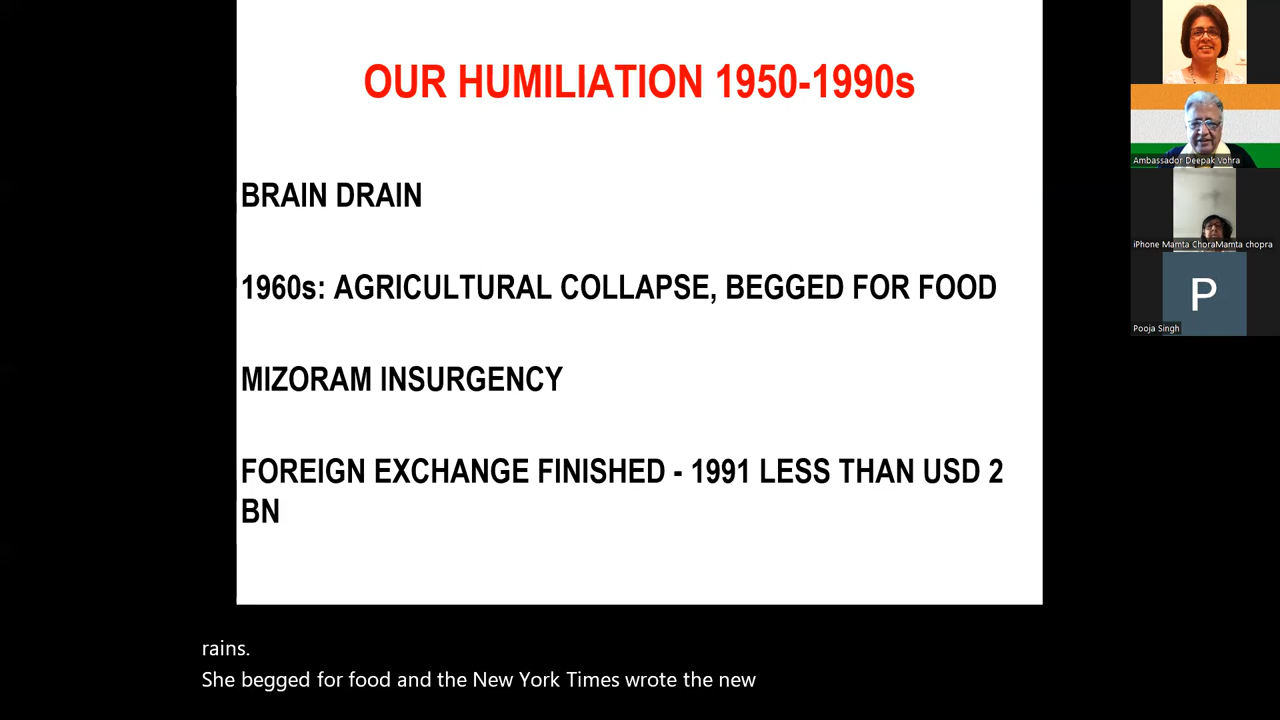 OUR HUMILIATION 1950-1990s
BRAIN DRAIN
1960s: AGRICULTURAL COLLAPSE, BEGGED FOR FOOD
MIZORAM INSURGENCY
FOREIGN EXCHANGE FINISHED - 1991 LESS THAN USD 2
BN
rains.
She begged for food and the New York Times wrote the new
Ambassador Deepak Vohra
iPhone Mamta ChoraMamta chopra
P
Pooja Singh